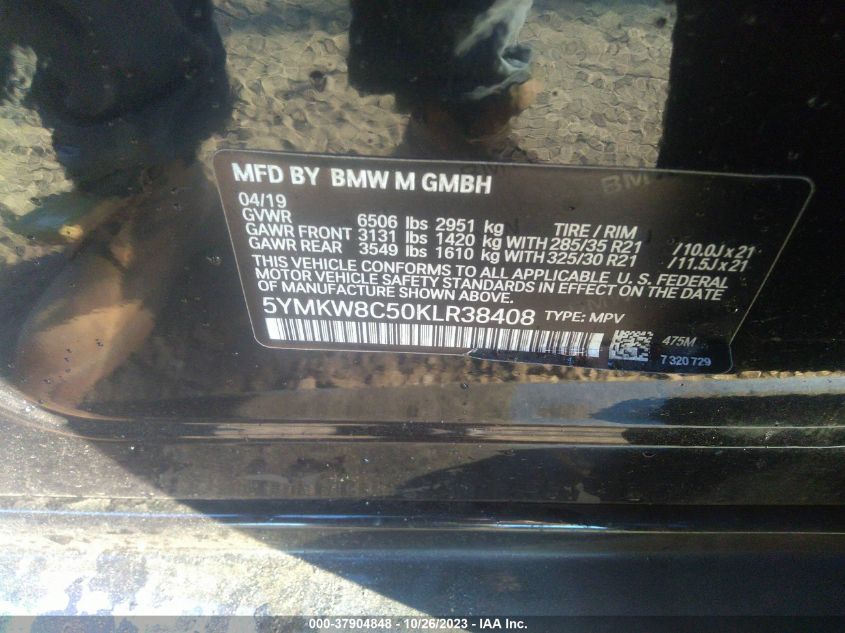 MFD BY BMW M GMBH
04/19
GVWR 6506 lbs 2951 kg TIRE / RIM
GAWR FRONT 3131 lbs 1420 kg WITH 285/35 R21 /10.0J x 21
GAWR REAR 3549 lbs 1610 kg WITH 325/30 R21 /11.5J x 21
THIS VEHICLE CONFORMS TO ALL APPLICABLE U. S. FEDERAL
MOTOR VEHICLE SAFETY STANDARDS IN EFFECT ON THE DATE
OF MANUFACTURE SHOWN ABOVE.
5YMKW8C50KLR38408 TYPE: MPV
475M
7 320 729
000-37904848 - 10/26/2023 - IAA Inc.